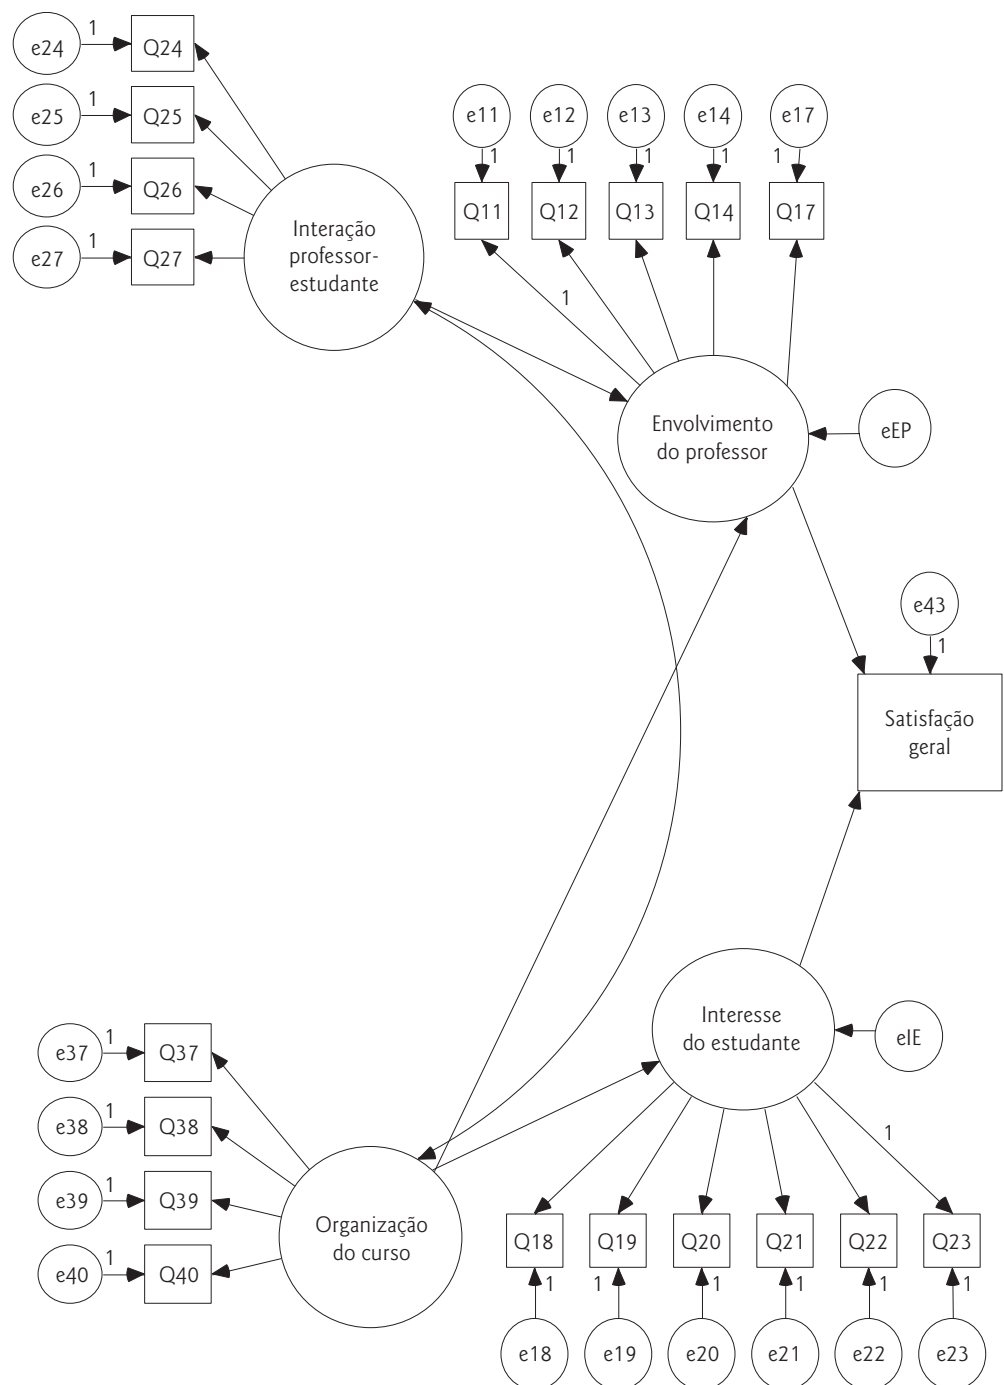 e24 1 Q24
e25 1 Q25
e26 1 Q26
e27 1 Q27
Interação
professor-
estudante
e11 e12 e13 e14 e17
1 1 1 1 1
Q11 Q12 Q13 Q14 Q17
1
Envolvimento
do professor
eEP
e43
1
Satisfação
geral
Interesse
do estudante
eIE
e37 1 Q37
e38 1 Q38
e39 1 Q39
e40 1 Q40
Organização
do curso
1
Q18 Q19 Q20 Q21 Q22 Q23
1 1 1 1 1 1
e18 e19 e20 e21 e22 e23